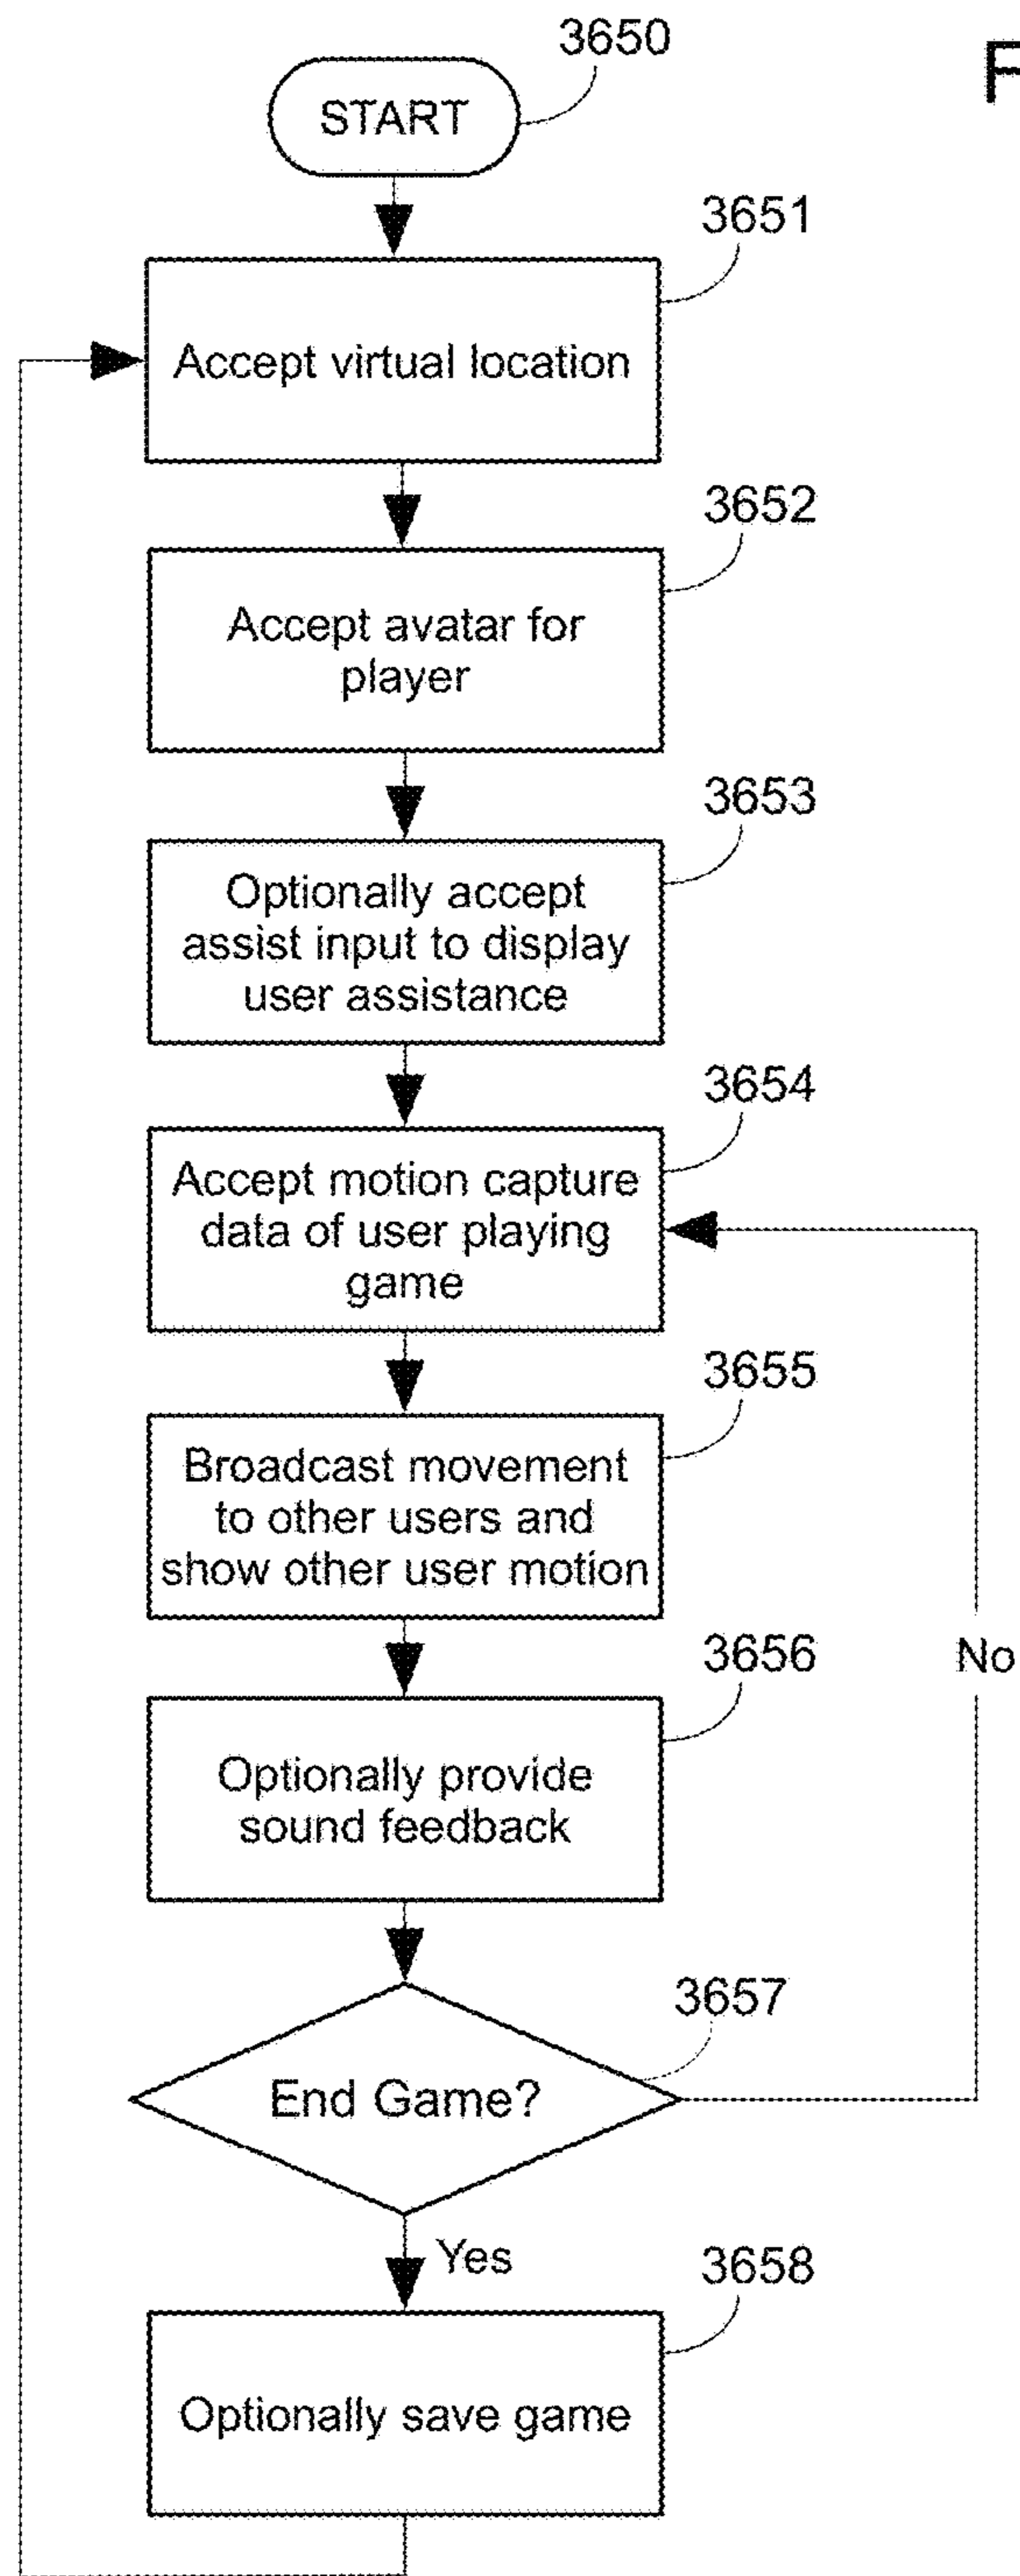 3650
F
START
3651
Accept virtual location
3652
Accept avatar for
player
3653
Optionally accept
assist input to display
user assistance
3654
Accept motion capture
data of user playing
game
3655
Broadcast movement
to other users and
show other user motion
3656
No
Optionally provide
sound feedback
3657
End Game?
Yes
3658
Optionally save game